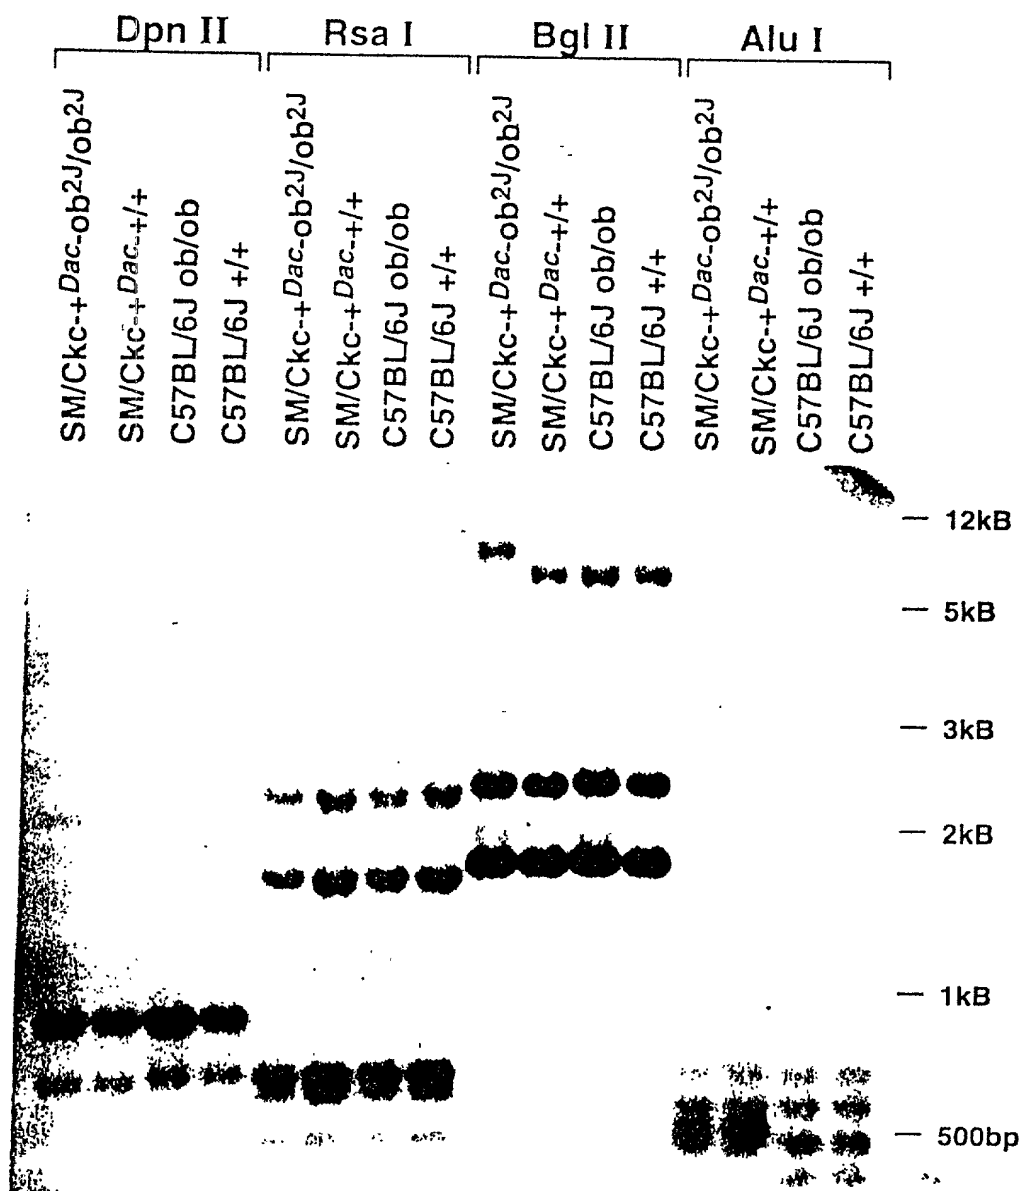 Dpn II Rsa I Bgl II Alu I
SM/Ckc-+Dac-ob2J/ob2J
SM/Ckc-+Dac-+/+
C57BL/6J ob/ob
C57BL/6J +/+
SM/Ckc-+Dac-ob2J/ob2J
SM/Ckc-+Dac-+/+
C57BL/6J ob/ob
C57BL/6J +/+
SM/Ckc-+Dac-ob2J/ob2J
SM/Ckc-+Dac-+/+
C57BL/6J ob/ob
C57BL/6J +/+
SM/Ckc-+Dac-ob2J/ob2J
SM/Ckc-+Dac-+/+
C57BL/6J ob/ob
C57BL/6J +/+
12kB
5kB
3kB
2kB
1kB
500bp